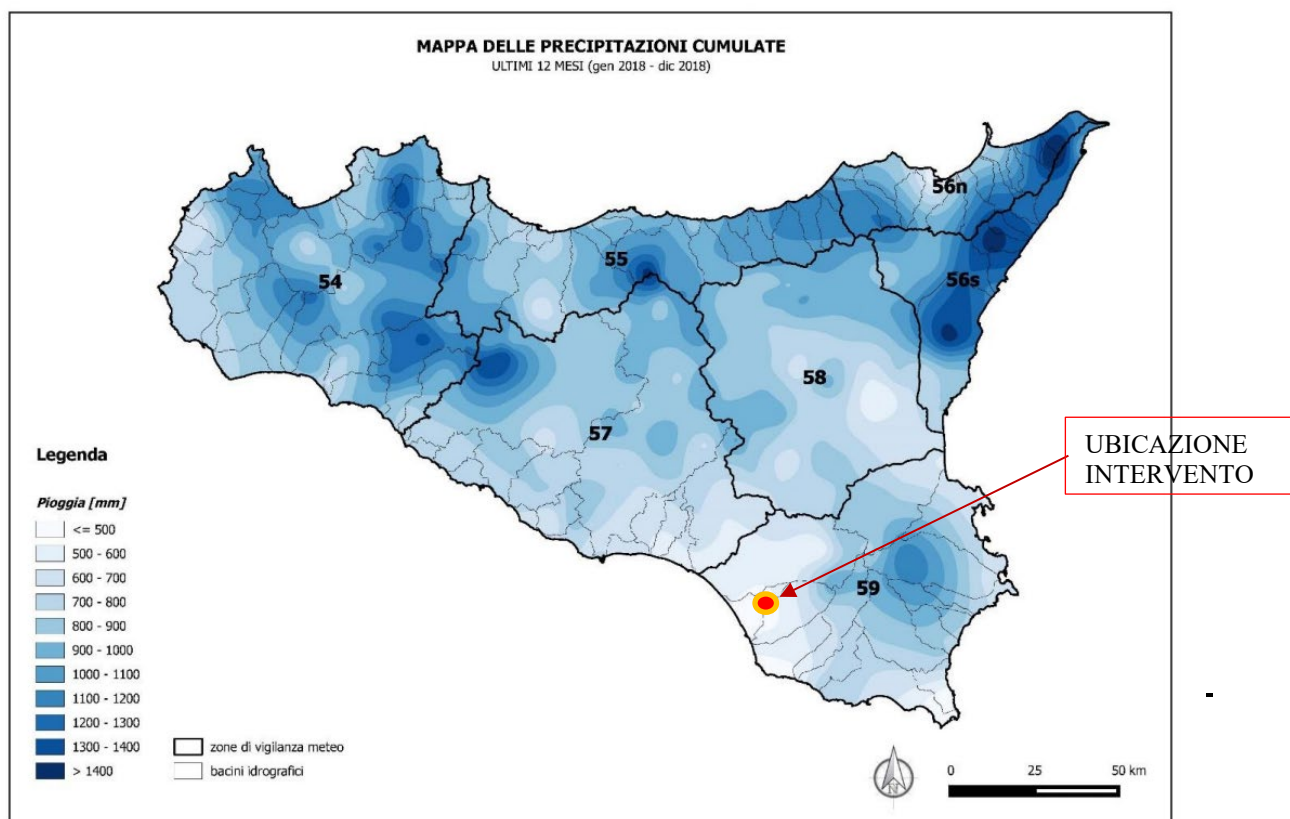 MAPPA DELLE PRECIPITAZIONI CUMULATE
ULTIMI 12 MESI (gen 2018 - dic 2018)
56n
55
54
56s
58
57
59
UBICAZIONE
INTERVENTO
Legenda
Pioggia [mm]
<= 500
500 - 600
600 - 700
700 - 800
800 - 900
900 - 1000
1000 - 1100
1100 - 1200
1200 - 1300
1300 - 1400
> 1400
zone di vigilanza meteo
bacini idrografici
N
0 25 50 km
-